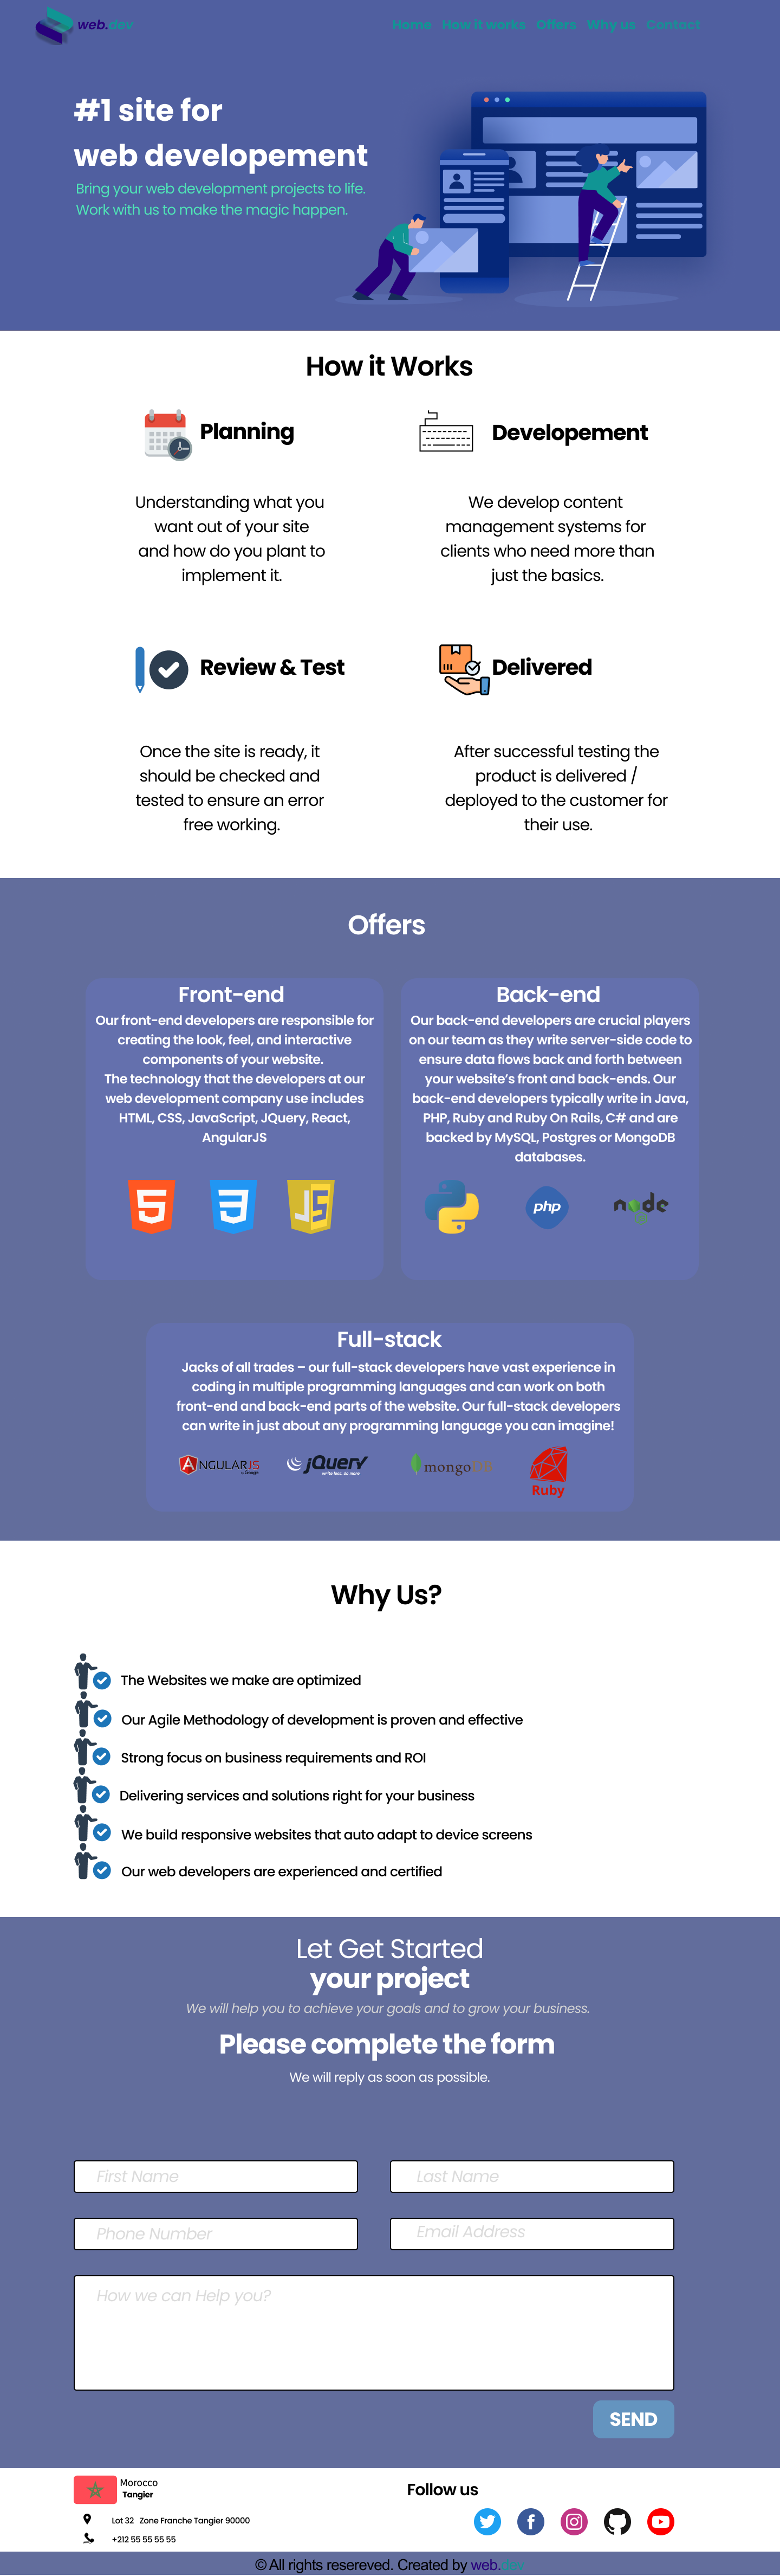 web.dev
Home How it works Offers Why us Contact
#1 site for
web developement
Bring your web development projects to life.
Work with us to make the magic happen.
How it Works
Planning
Understanding what you
want out of your site
and how do you plant to
implement it.
Developement
We develop content
management systems for
clients who need more than
just the basics.
Review & Test
Once the site is ready, it
should be checked and
tested to ensure an error
free working.
Delivered
After successful testing the
product is delivered /
deployed to the customer for
their use.
Offers
Front-end
Our front-end developers are responsible for
creating the look, feel, and interactive
components of your website.
The technology that the developers at our
web development company use includes
HTML, CSS, JavaScript, JQuery, React,
AngularJS
5
3
JS
Back-end
Our back-end developers are crucial players
on our team as they write server-side code to
ensure data flows back and forth between
your website’s front and back-ends. Our
back-end developers typically write in Java,
PHP, Ruby and Ruby On Rails, C# and are
backed by MySQL, Postgres or MongoDB
databases.
php
node
Full-stack
Jacks of all trades – our full-stack developers have vast experience in
coding in multiple programming languages and can work on both
front-end and back-end parts of the website. Our full-stack developers
can write in just about any programming language you can imagine!
ANGULARJS
by Google
jQuery
write less. do more
mongoDB
Ruby
Why Us?
The Websites we make are optimized
Our Agile Methodology of development is proven and effective
Strong focus on business requirements and ROI
Delivering services and solutions right for your business
We build responsive websites that auto adapt to device screens
Our web developers are experienced and certified
Let Get Started
your project
We will help you to achieve your goals and to grow your business.
Please complete the form
We will reply as soon as possible.
First Name
Last Name
Phone Number
Email Address
How we can Help you?
SEND
Morocco
Tangier
Lot 32 Zone Franche Tangier 90000
+212 55 55 55 55
Follow us
© All rights resereved. Created by web.dev